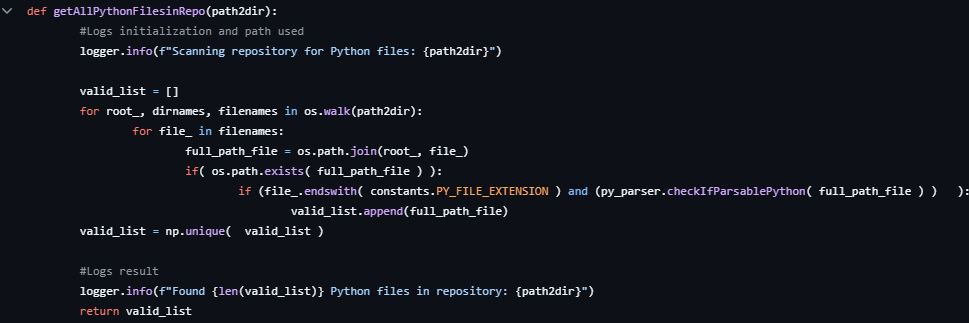 def getAllPythonFilesinRepo(path2dir):
        #Logs initialization and path used
        logger.info(f"Scanning repository for Python files: {path2dir}")

        valid_list = []
        for root_, dirnames, filenames in os.walk(path2dir):
                for file_ in filenames:
                        full_path_file = os.path.join(root_, file_)
                        if( os.path.exists( full_path_file ) ):
                                if (file_.endswith( constants.PY_FILE_EXTENSION ) and (py_parser.checkIfParsablePython( full_path_file ) )   ):
                                        valid_list.append(full_path_file)
        valid_list = np.unique(  valid_list )

        #Logs result
        logger.info(f"Found {len(valid_list)} Python files in repository: {path2dir}")
        return valid_list